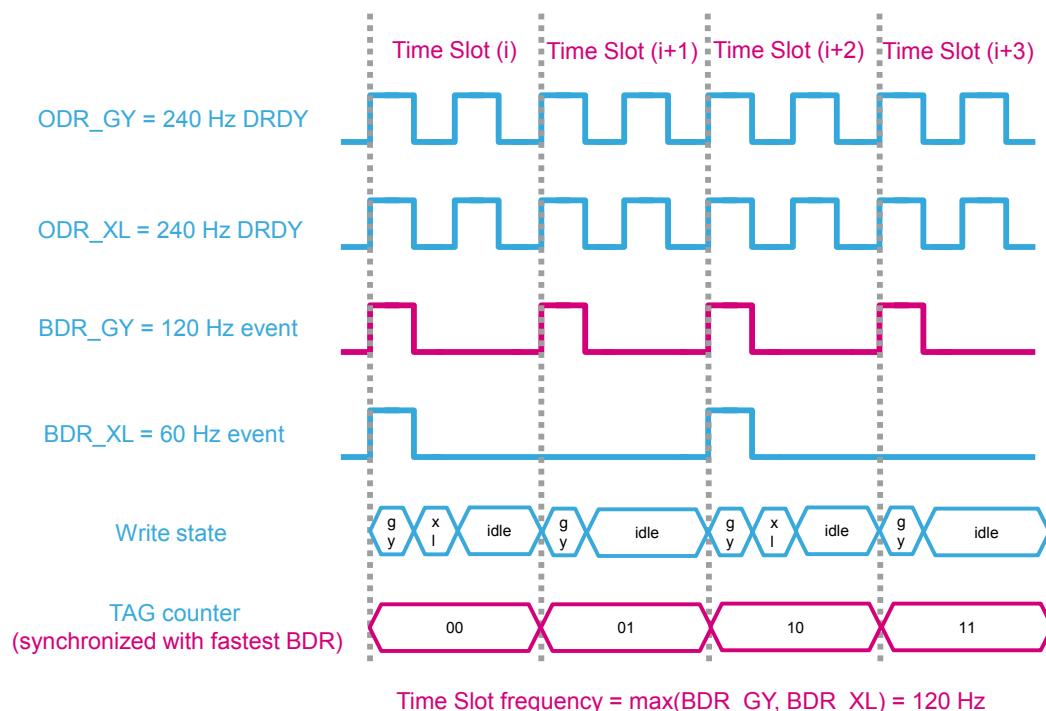 Time Slot (i) Time Slot (i+1) Time Slot (i+2) Time Slot (i+3)
ODR_GY = 240 Hz DRDY
ODR_XL = 240 Hz DRDY
BDR_GY = 120 Hz event
BDR_XL = 60 Hz event
Write state
g y
x l
idle
g y
idle
g y
x l
idle
g y
idle
TAG counter
(synchronized with fastest BDR)
00 01 10 11
Time Slot frequency = max(BDR_GY, BDR_XL) = 120 Hz